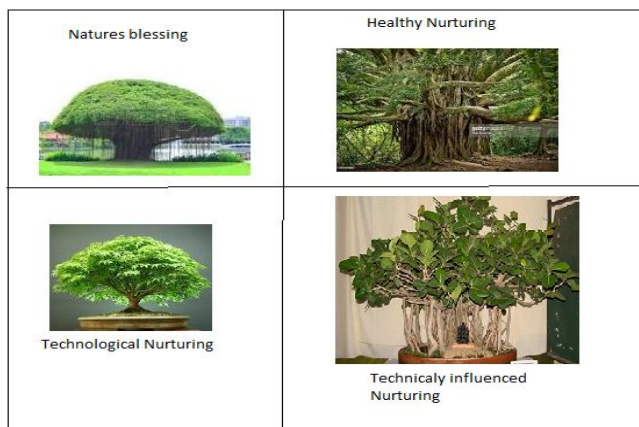 Natures blessing
Healthy Nurturing
Technological Nurturing
Technicaly influenced
Nurturing